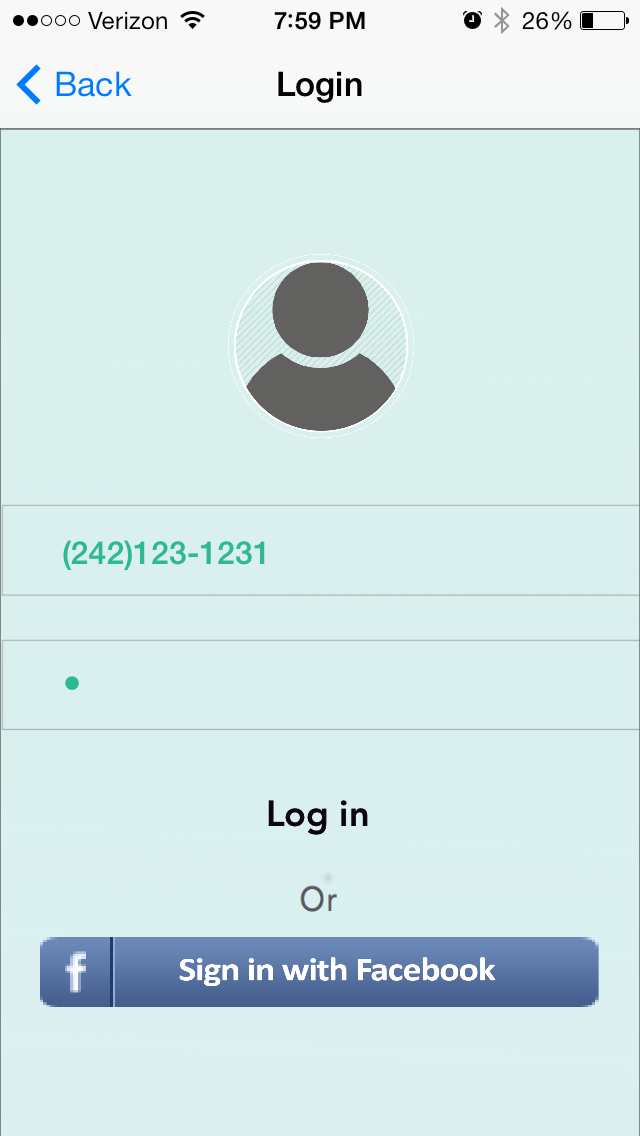 Verizon 7:59 PM 26%
Back Login
(242)123-1231
•
Log in
Or
f Sign in with Facebook